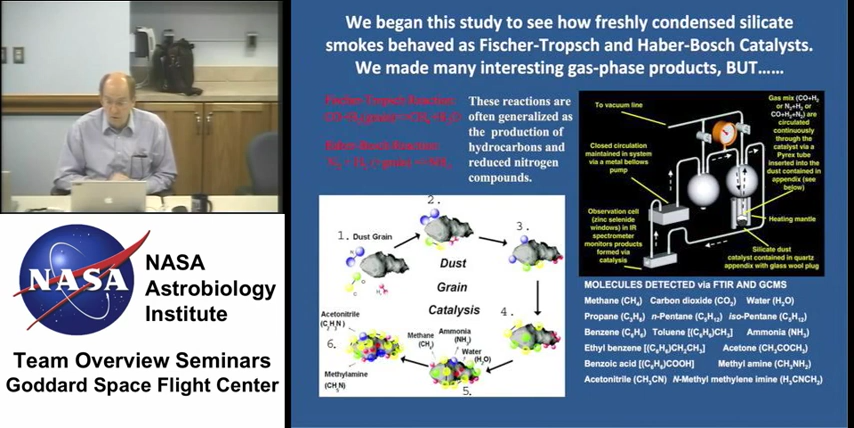 We began this study to see how freshly condensed silicate
smokes behaved as Fischer-Tropsch and Haber-Bosch Catalysts.
We made many interesting gas-phase products, BUT……
Fischer-Tropsch Reaction:
Haber-Bosch Reaction:
These reactions are
often generalized as
the production of
hydrocarbons and
reduced nitrogen
compounds.
To vacuum line
Closed circulation
maintained in system
via a metal bellows
pump
Observation cell
(zinc selenide
windows) in IR
spectrometer
monitors products
formed via
catalysis
Gas mix (CO+H₂
or N₂+H₂ or
CO+H₂+N₂) are
circulated
continuously
through the
catalyst via a
Pyrex tube
inserted into the
dust contained in
appendix (see
below)
Heating mantle
Silicate dust
catalyst contained in quartz
appendix with glass wool plug
1. Dust Grain
2.
3.
4.
5.
6.
Dust
Grain
Catalysis
Acetonitrile
Methane
(CH₄)
Ammonia
(NH₃)
Water
(H₂O)
Methylamine
(CH₅N)
MOLECULES DETECTED via FTIR AND GCMS
Methane (CH₄) Carbon dioxide (CO₂) Water (H₂O)
Propane (C₃H₈) n-Pentane (C₅H₁₂) iso-Pentane (C₅H₁₂)
Benzene (C₆H₆) Toluene [(C₆H₅)CH₃] Ammonia (NH₃)
Ethyl benzene [(C₆H₅)CH₂CH₃] Acetone (CH₃COCH₃)
Benzoic acid [(C₆H₅)COOH] Methyl amine (CH₃NH₂)
Acetonitrile (CH₃CN) N-Methyl methylene imine (H₃CNCH₂)
NASA
NASA
Astrobiology
Institute
Team Overview Seminars
Goddard Space Flight Center